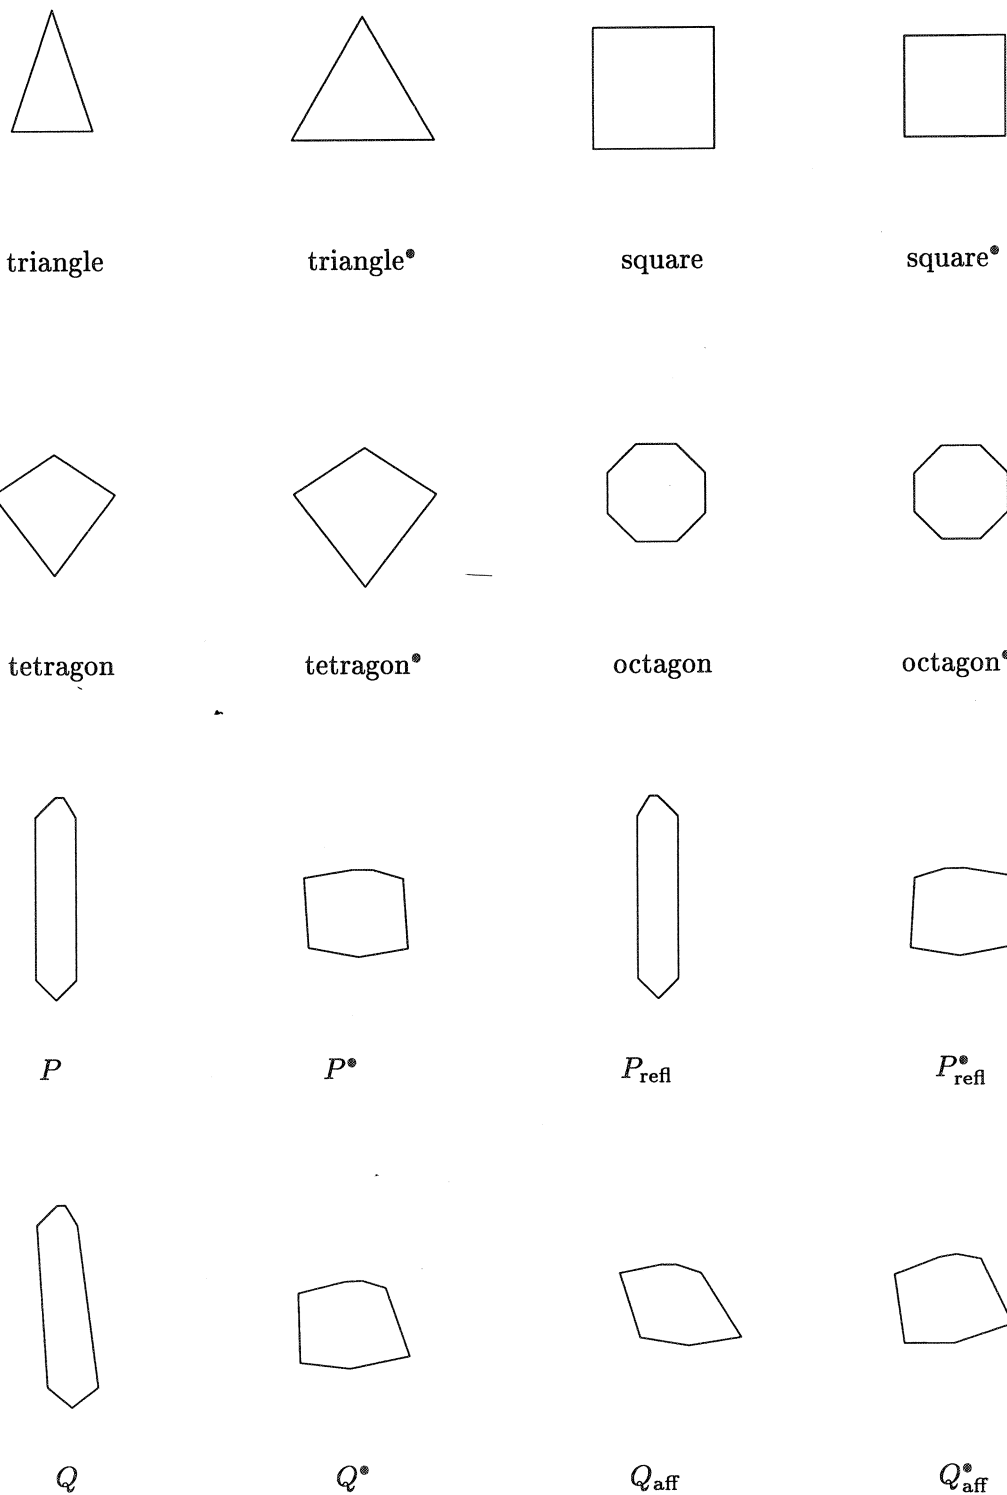 triangle triangle• square square•
tetragon tetragon• octagon octagon•
P P• P_refl P•_refl
Q Q• Q_aff Q•_aff